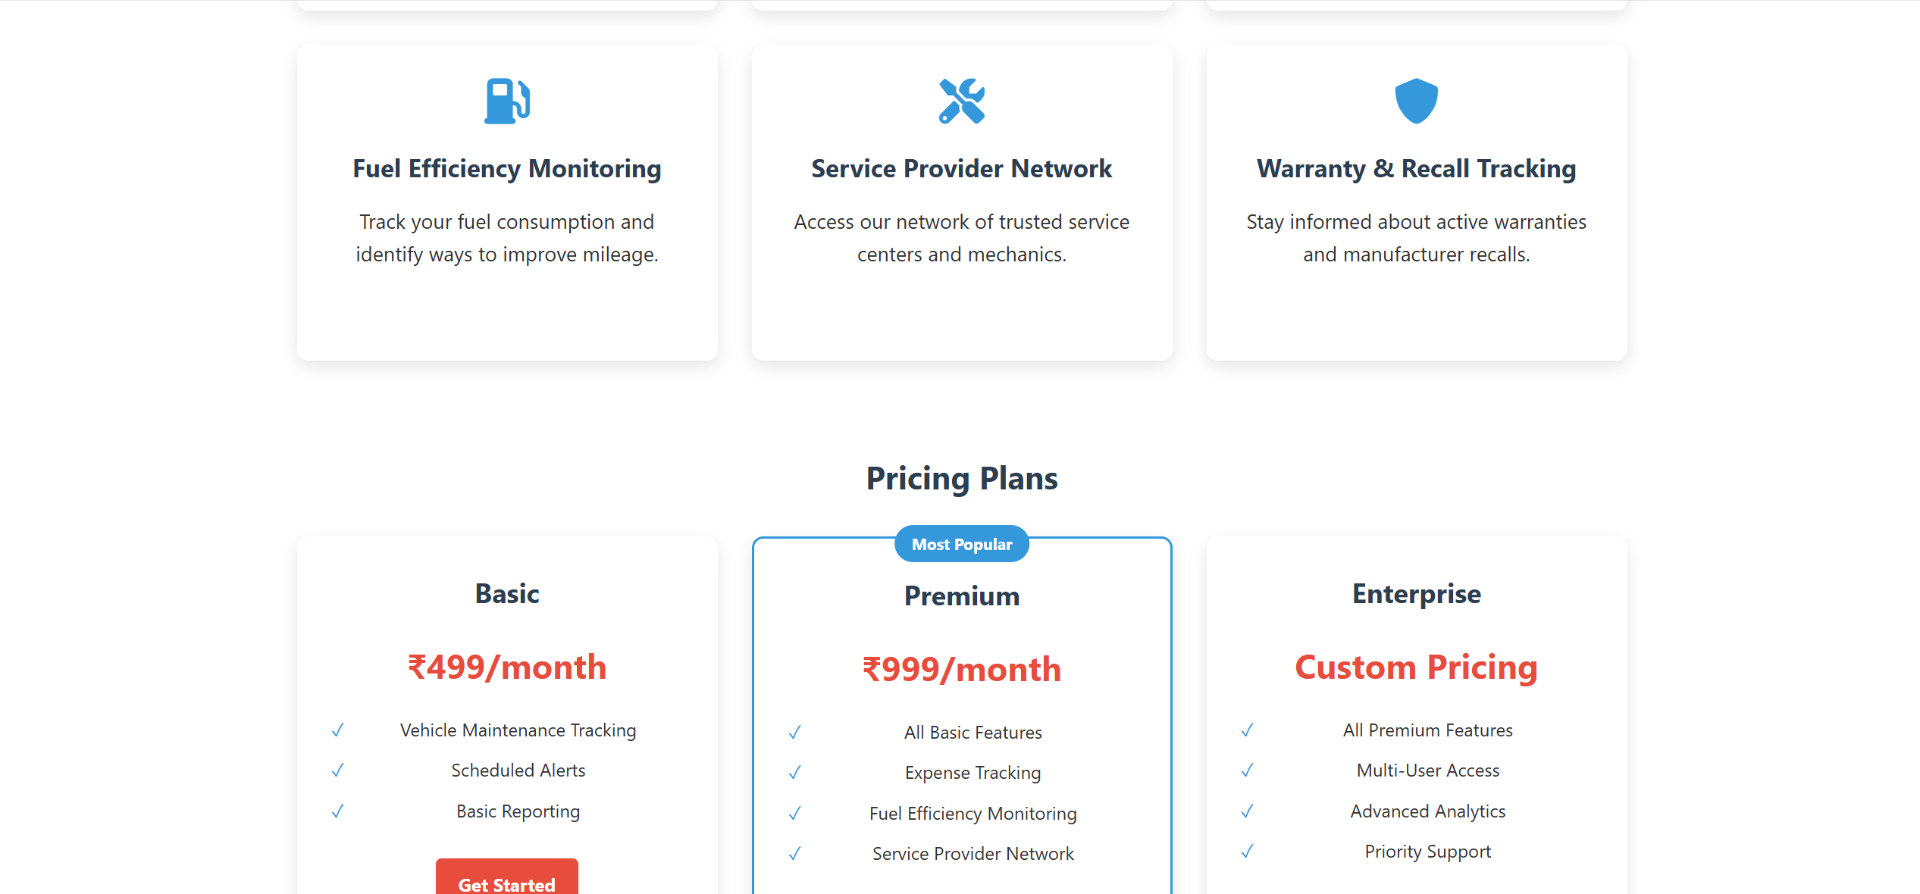 Fuel Efficiency Monitoring
Track your fuel consumption and
identify ways to improve mileage.
Service Provider Network
Access our network of trusted service
centers and mechanics.
Warranty & Recall Tracking
Stay informed about active warranties
and manufacturer recalls.
Pricing Plans
Basic
₹499/month
✓ Vehicle Maintenance Tracking
✓ Scheduled Alerts
✓ Basic Reporting
Get Started
Most Popular
Premium
₹999/month
✓ All Basic Features
✓ Expense Tracking
✓ Fuel Efficiency Monitoring
✓ Service Provider Network
Enterprise
Custom Pricing
✓ All Premium Features
✓ Multi-User Access
✓ Advanced Analytics
✓ Priority Support